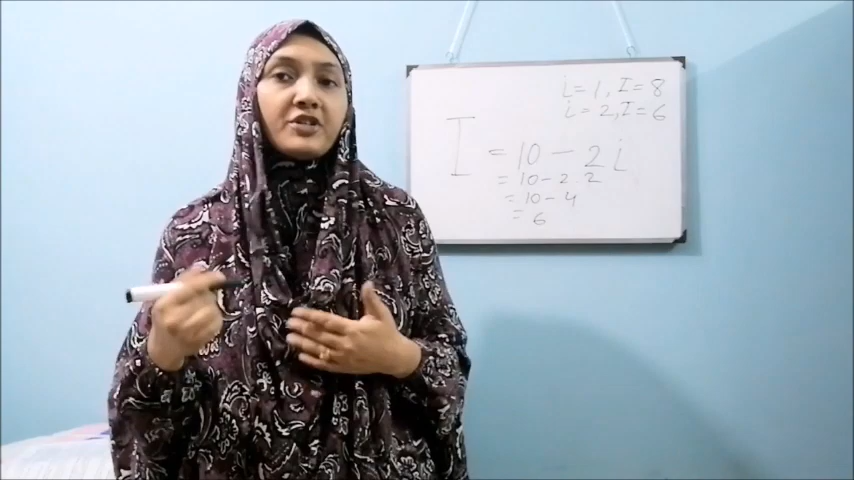 i = 1, I = 8
i = 2, I = 6
I = 10 - 2i
= 10 - 2.2
= 10 - 4
= 6